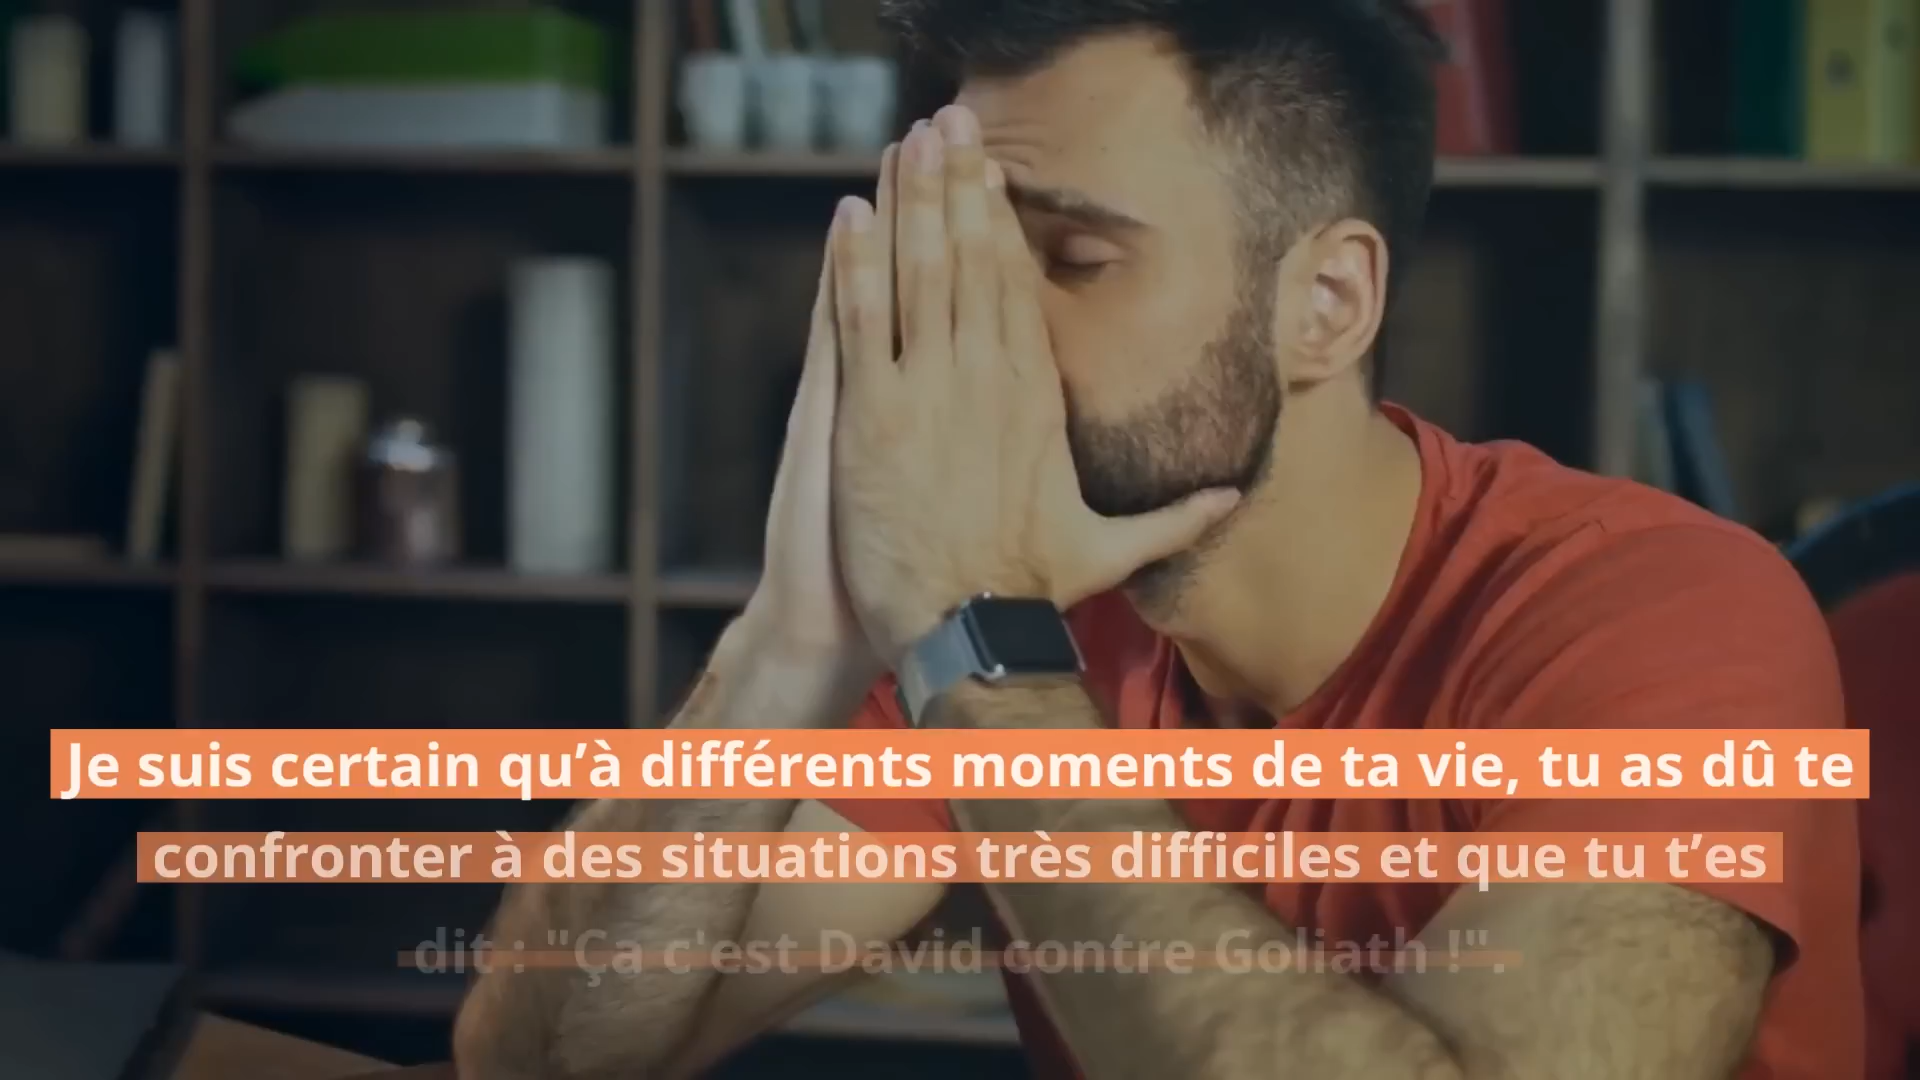 Je suis certain qu’à différents moments de ta vie, tu as dû te
confronter à des situations très difficiles et que tu t’es
dit : "Ça c'est David contre Goliath !".